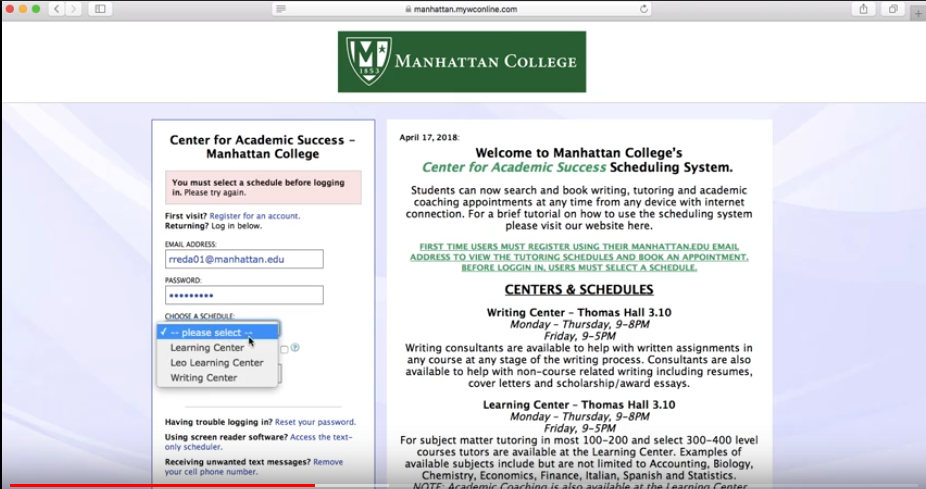 manhattan.mywconline.com
M
1853
MANHATTAN COLLEGE
Center for Academic Success –
Manhattan College
You must select a schedule before logging
in. Please try again.
First visit? Register for an account.
Returning? Log in below.
EMAIL ADDRESS:
rreda01@manhattan.edu
PASSWORD:
•••••••••
CHOOSE A SCHEDULE:
✓ -- please select --
Learning Center
Leo Learning Center
Writing Center
Having trouble logging in? Reset your password.
Using screen reader software? Access the text-
only scheduler.
Receiving unwanted text messages? Remove
your cell phone number.
April 17, 2018:
Welcome to Manhattan College's
Center for Academic Success Scheduling System.
Students can now search and book writing, tutoring and academic
coaching appointments at any time from any device with internet
connection. For a brief tutorial on how to use the scheduling system
please visit our website here.
FIRST TIME USERS MUST REGISTER USING THEIR MANHATTAN.EDU EMAIL
ADDRESS TO VIEW THE TUTORING SCHEDULES AND BOOK AN APPOINTMENT.
BEFORE LOGGIN IN, USERS MUST SELECT A SCHEDULE.
CENTERS & SCHEDULES
Writing Center – Thomas Hall 3.10
Monday – Thursday, 9–8PM
Friday, 9–5PM
Writing consultants are available to help with written assignments in
any course at any stage of the writing process. Consultants are also
available to help with non-course related writing including resumes,
cover letters and scholarship/award essays.
Learning Center – Thomas Hall 3.10
Monday – Thursday, 9–8PM
Friday, 9–5PM
For subject matter tutoring in most 100–200 and select 300–400 level
courses tutors are available at the Learning Center. Examples of
available subjects include but are not limited to Accounting, Biology,
Chemistry, Economics, Finance, Italian, Spanish and Statistics.
NOTE: Academic Coaching is also available at the Learning Center